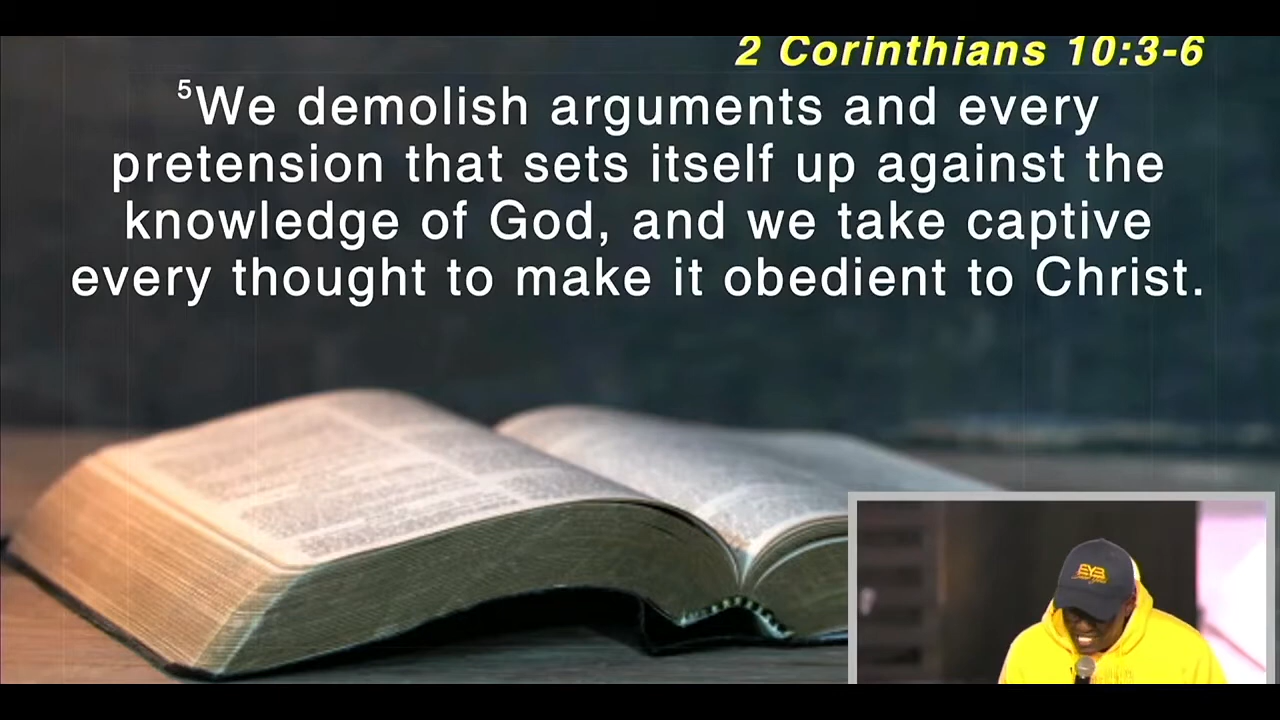 2 Corinthians 10:3-6
⁵We demolish arguments and every
pretension that sets itself up against the
knowledge of God, and we take captive
every thought to make it obedient to Christ.